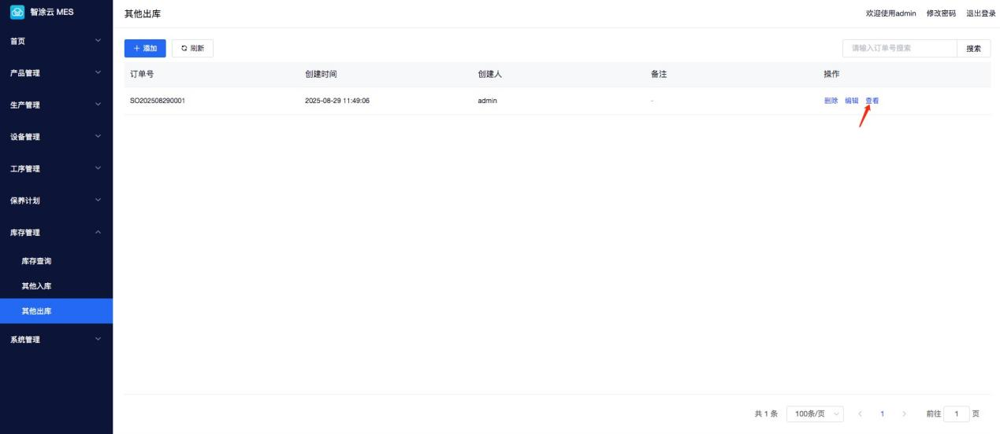 智涂云 MES
其他出库
欢迎使用admin 修改密码 退出登录
首页
产品管理
生产管理
设备管理
工序管理
保养计划
库存管理
库存查询
其他入库
其他出库
系统管理
+ 添加 刷新
请输入订单号搜索 搜索
订单号 创建时间 创建人 备注 操作
SO202508290001 2025-08-29 11:49:06 admin - 删除 编辑 查看
共 1 条 100条/页 < 1 > 前往 1 页